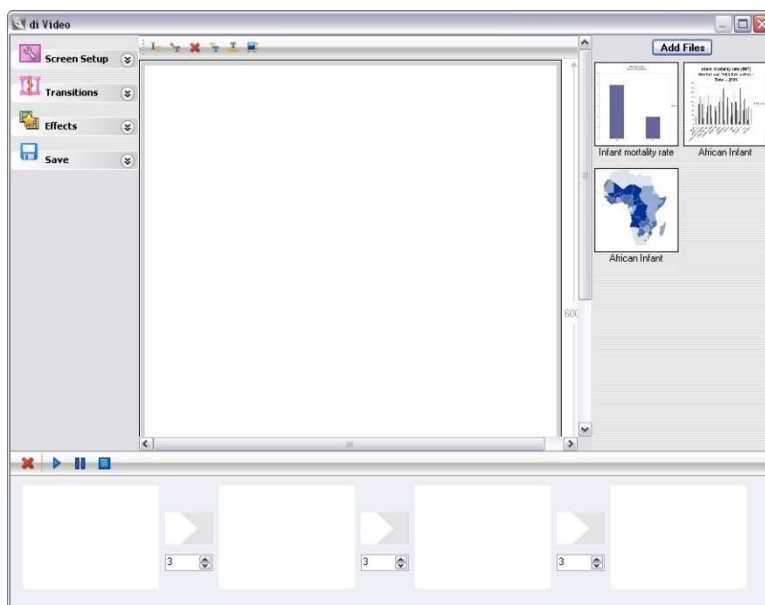 di Video
Screen Setup
Transitions
Effects
Save
Add Files
Infant mortality rate
African Infant
African Infant
600
3
3
3